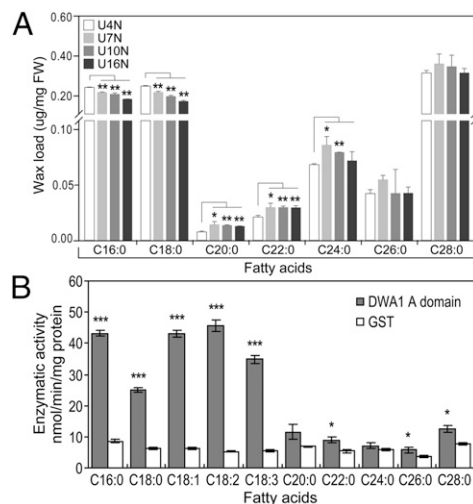 A
U4N
U7N
U10N
U16N
Wax load (ug/mg FW)
0.60
0.40
0.20
0.10
0.05
0.00
** ** **
** ** **
* ** **
* ** **
* **
C16:0 C18:0 C20:0 C22:0 C24:0 C26:0 C28:0
Fatty acids
B
Enzymatic activity
nmol/min/mg protein
60
50
40
30
20
10
0
DWA1 A domain
GST
*** *** *** *** *** * * *
C16:0 C18:0 C18:1 C18:2 C18:3 C20:0 C22:0 C24:0 C26:0 C28:0
Fatty acids